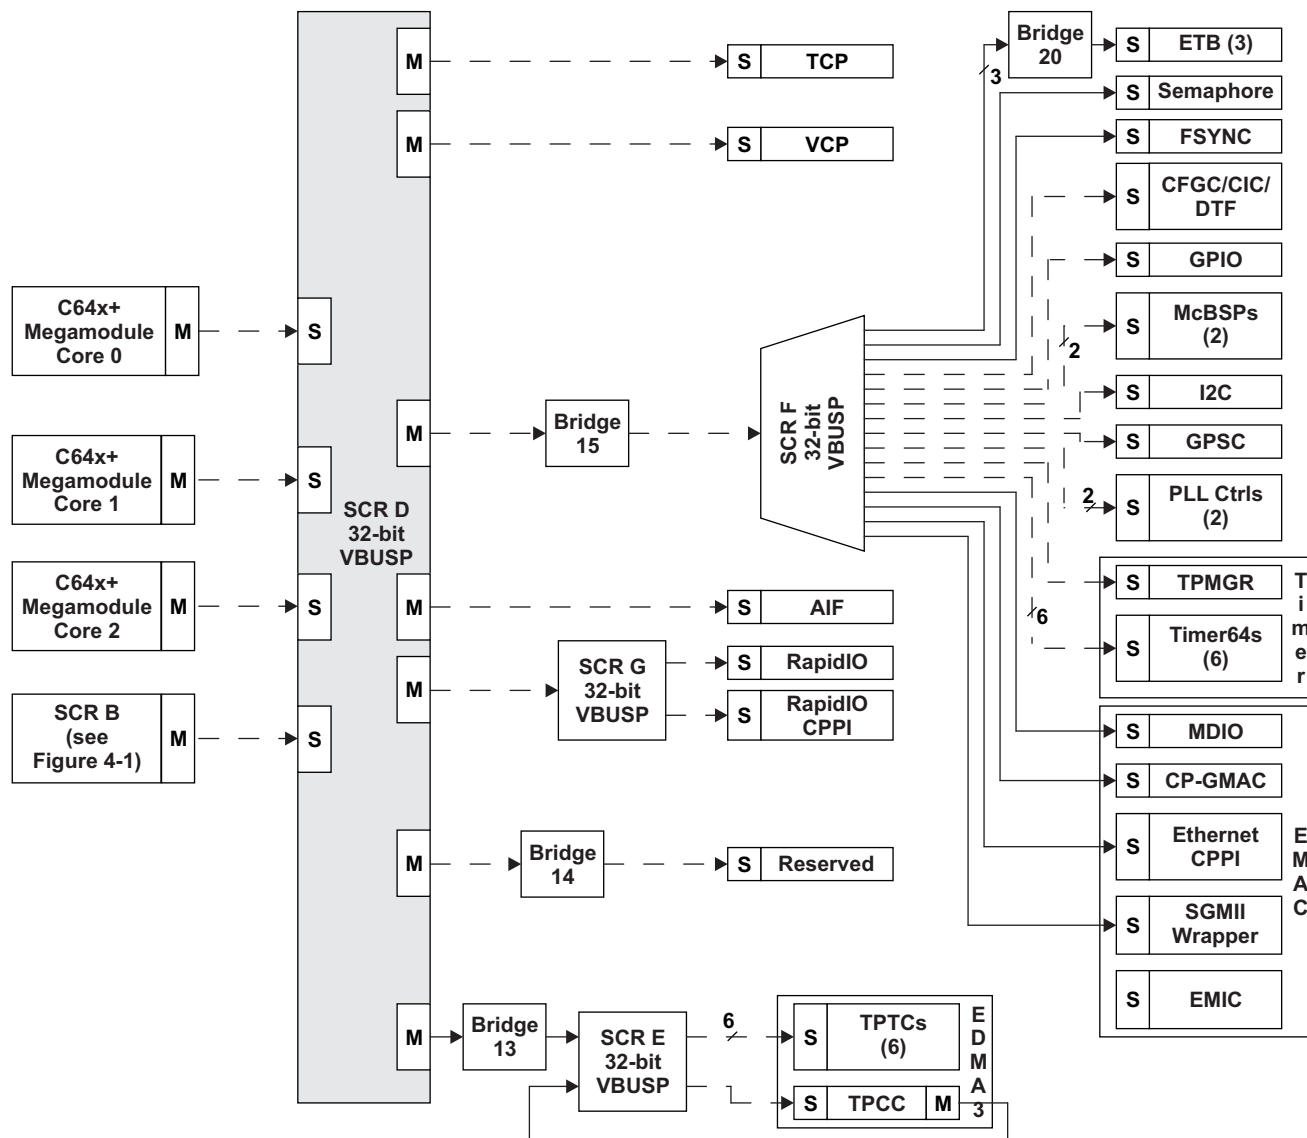 C64x+
Megamodule
Core 0
M
C64x+
Megamodule
Core 1
M
C64x+
Megamodule
Core 2
M
SCR B
(see
Figure 4-1)
M
S
S
S
S
SCR D
32-bit
VBUSP
M
M
M
M
M
M
M
S TCP
S VCP
Bridge
15
SCR F
32-bit
VBUSP
S AIF
SCR G
32-bit
VBUSP
S RapidIO
S RapidIO
CPPI
Bridge
14
S Reserved
Bridge
13
SCR E
32-bit
VBUSP
6
S TPTCs
(6)
S TPCC M
E
D
M
A
3
3
Bridge
20
S ETB (3)
S Semaphore
S FSYNC
S CFGC/CIC/
DTF
S GPIO
2
S McBSPs
(2)
S I2C
S GPSC
2
S PLL Ctrls
(2)
S TPMGR
6
S Timer64s
(6)
T
i
m
e
r
S MDIO
S CP-GMAC
S Ethernet
CPPI
S SGMII
Wrapper
S EMIC
E
M
A
C